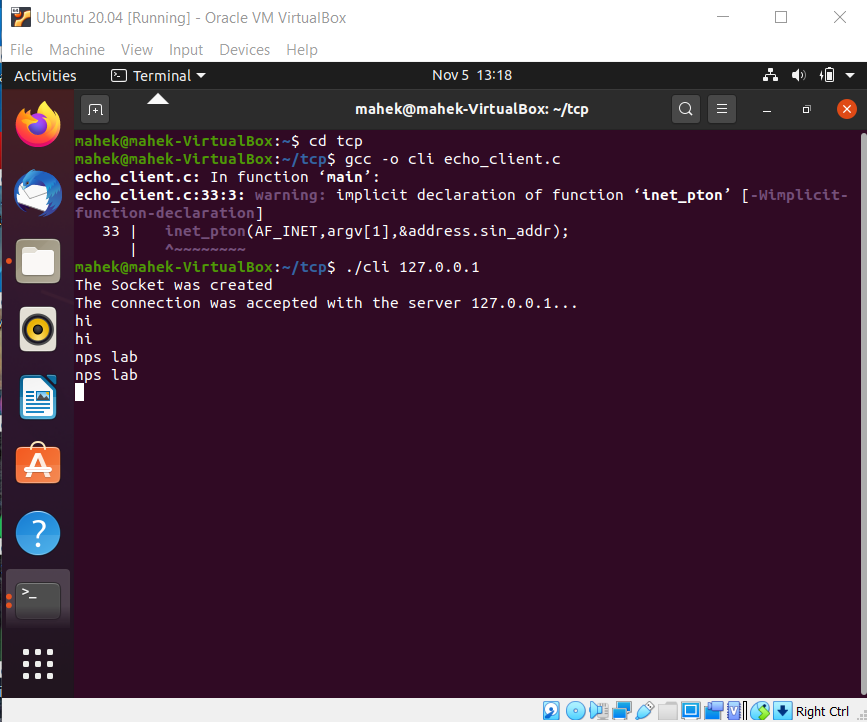 Ubuntu 20.04 [Running] - Oracle VM VirtualBox
File Machine View Input Devices Help
Activities Terminal Nov 5 13:18
mahek@mahek-VirtualBox: ~/tcp
mahek@mahek-VirtualBox:~$ cd tcp
mahek@mahek-VirtualBox:~/tcp$ gcc -o cli echo_client.c
echo_client.c: In function ‘main’:
echo_client.c:33:3: warning: implicit declaration of function ‘inet_pton’ [-Wimplicit-
function-declaration]
   33 |   inet_pton(AF_INET,argv[1],&address.sin_addr);
      |   ^~~~~~~~~
mahek@mahek-VirtualBox:~/tcp$ ./cli 127.0.0.1
The Socket was created
The connection was accepted with the server 127.0.0.1...
hi
hi
nps lab
nps lab
Right Ctrl